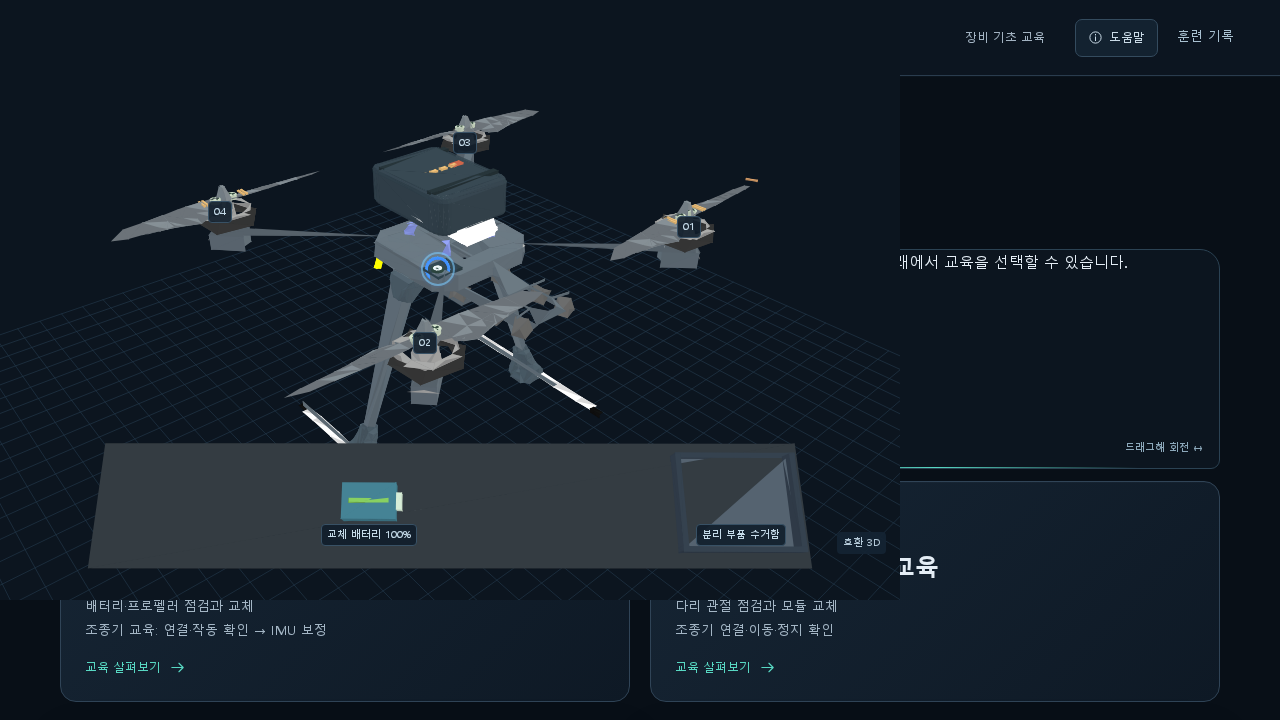 장비 기초 교육
도움말
훈련 기록
03
04
01
02
에서 교육을 선택할 수 있습니다.
드래그해 회전 ↔
교체 배터리 100%
분리 부품 수거함
호환 3D
교육
배터리·프로펠러 점검과 교체
조종기 교육: 연결·작동 확인 → IMU 보정
교육 살펴보기 →
다리 관절 점검과 모듈 교체
조종기 연결·이동·정지 확인
교육 살펴보기 →